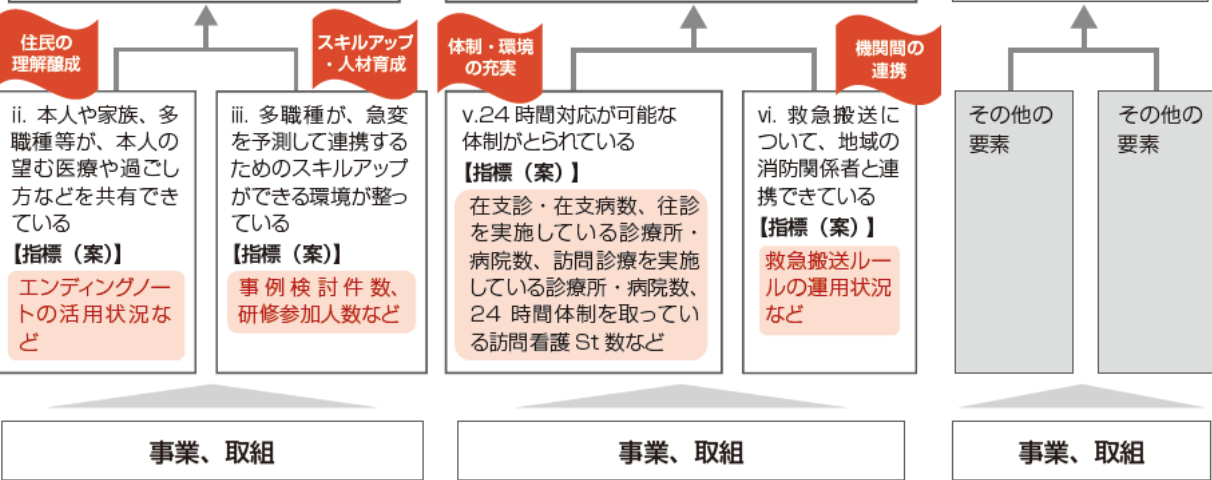 住民の
理解醸成
スキルアップ
・人材育成
ii. 本人や家族、多
職種等が、本人の
望む医療や過ごし
方などを共有でき
ている
【指標（案）】
エンディングノー
トの活用状況な
ど
iii. 多職種が、急変
を予測して連携する
ためのスキルアップ
ができる環境が整っ
ている
【指標（案）】
事例検討件数、
研修参加人数など
体制・環境
の充実
機関間の
連携
v.24 時間対応が可能な
体制がとられている
【指標（案）】
在支診・在支病数、往診
を実施している診療所・
病院数、訪問診療を実施
している診療所・病院数、
24 時間体制を取ってい
る訪問看護 St 数など
vi. 救急搬送に
ついて、地域の
消防関係者と連
携できている
【指標（案）】
救急搬送ルー
ルの運用状況
など
その他の
要素
その他の
要素
事業、取組
事業、取組
事業、取組